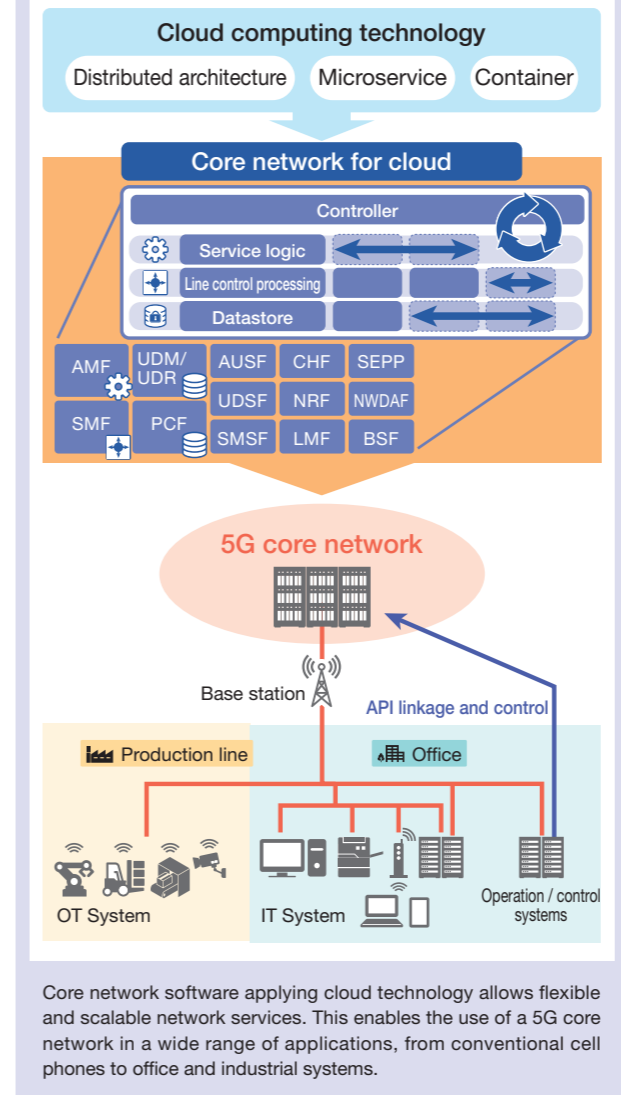 Cloud computing technology
Distributed architecture
Microservice
Container
Core network for cloud
Controller
Service logic
Line control processing
Datastore
AMF
UDM/
UDR
AUSF
CHF
SEPP
UDSF
NRF
NWDAF
SMF
PCF
SMSF
LMF
BSF
5G core network
Base station
API linkage and control
Production line
Office
OT System
IT System
Operation / control
systems
Core network software applying cloud technology allows flexible
and scalable network services. This enables the use of a 5G core
network in a wide range of applications, from conventional cell
phones to office and industrial systems.